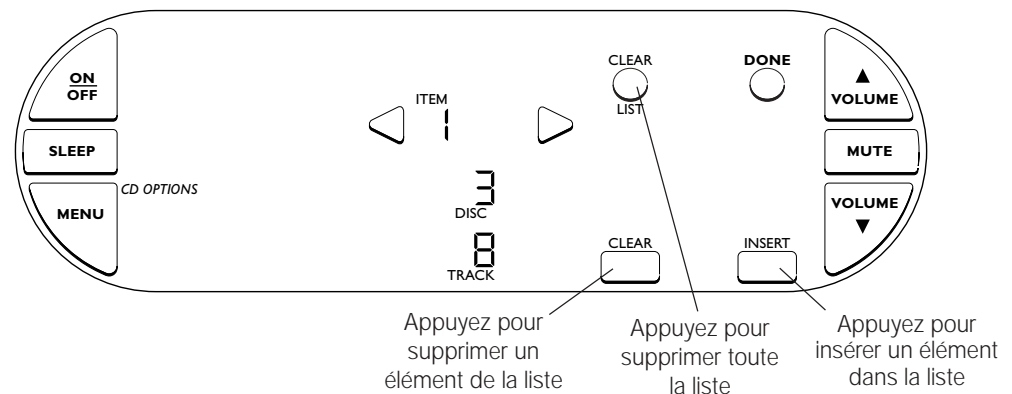 ON
OFF
SLEEP
MENU
CD OPTIONS
ITEM
1
3
DISC
8
TRACK
CLEAR
LIST
DONE
CLEAR
INSERT
▲
VOLUME
MUTE
VOLUME
▼
Appuyez pour
supprimer un
élément de la liste
Appuyez pour
supprimer toute
la liste
Appuyez pour
insérer un élément
dans la liste